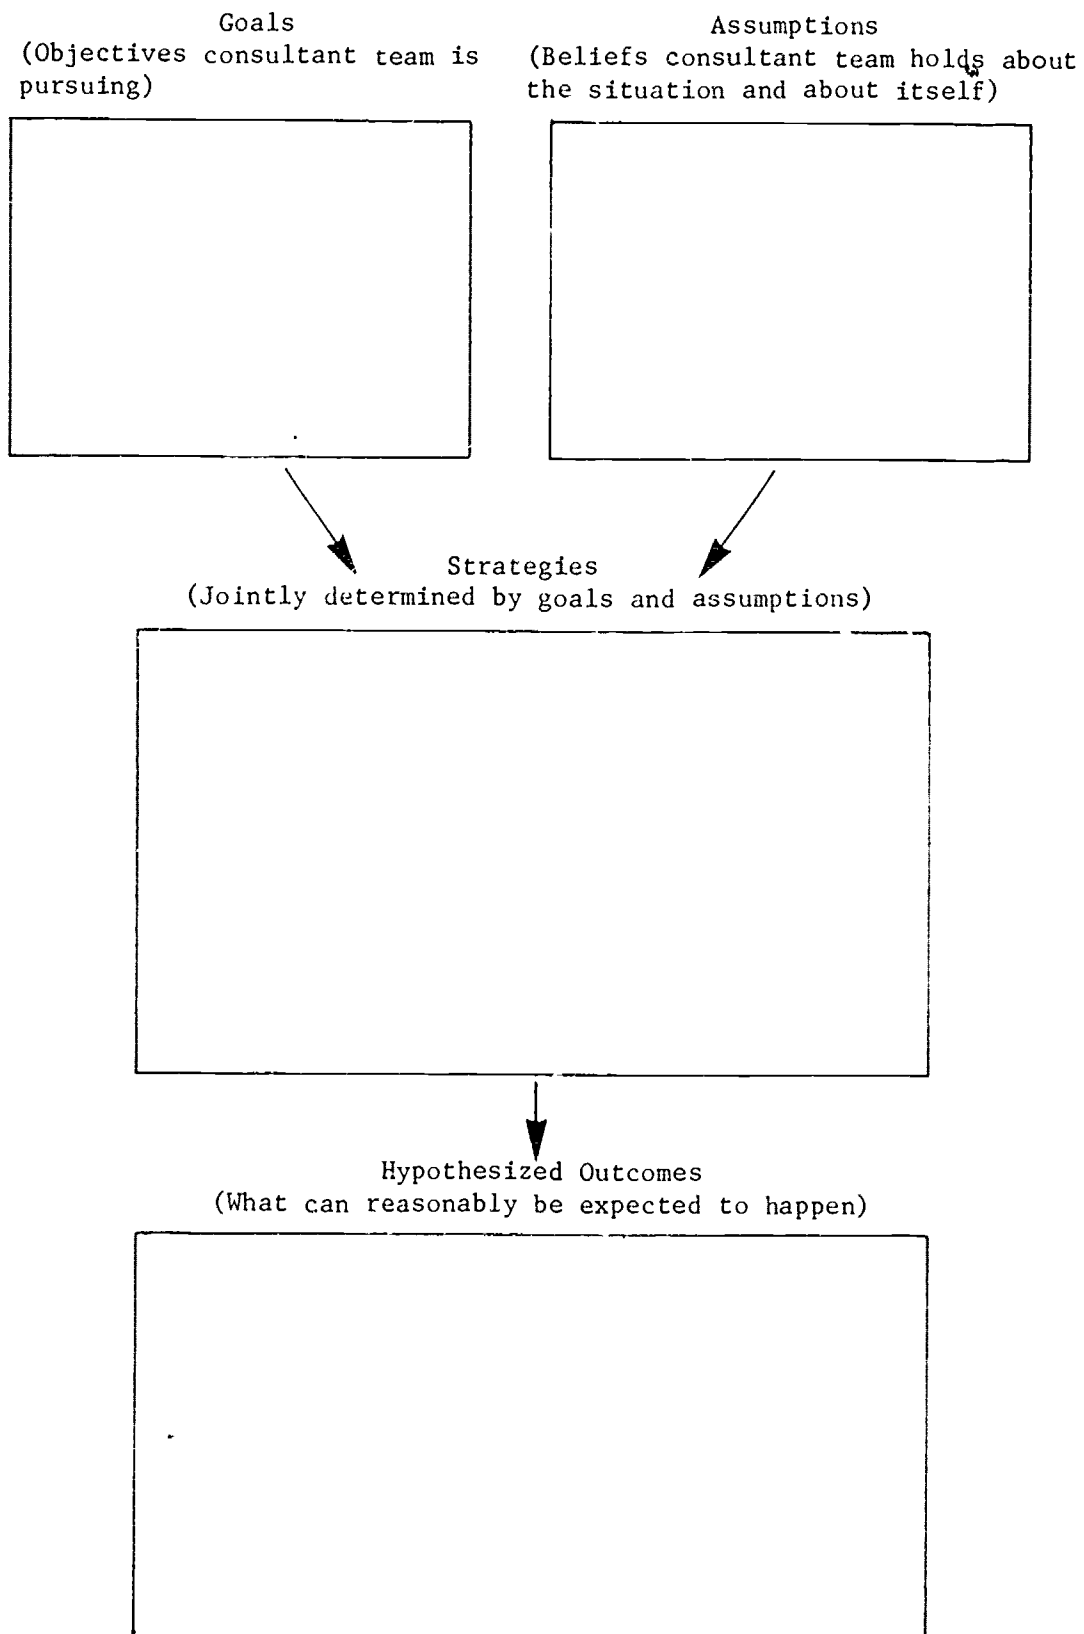 Goals
(Objectives consultant team is
pursuing)
Assumptions
(Beliefs consultant team holds about
the situation and about itself)
Strategies
(Jointly determined by goals and assumptions)
Hypothesized Outcomes
(What can reasonably be expected to happen)